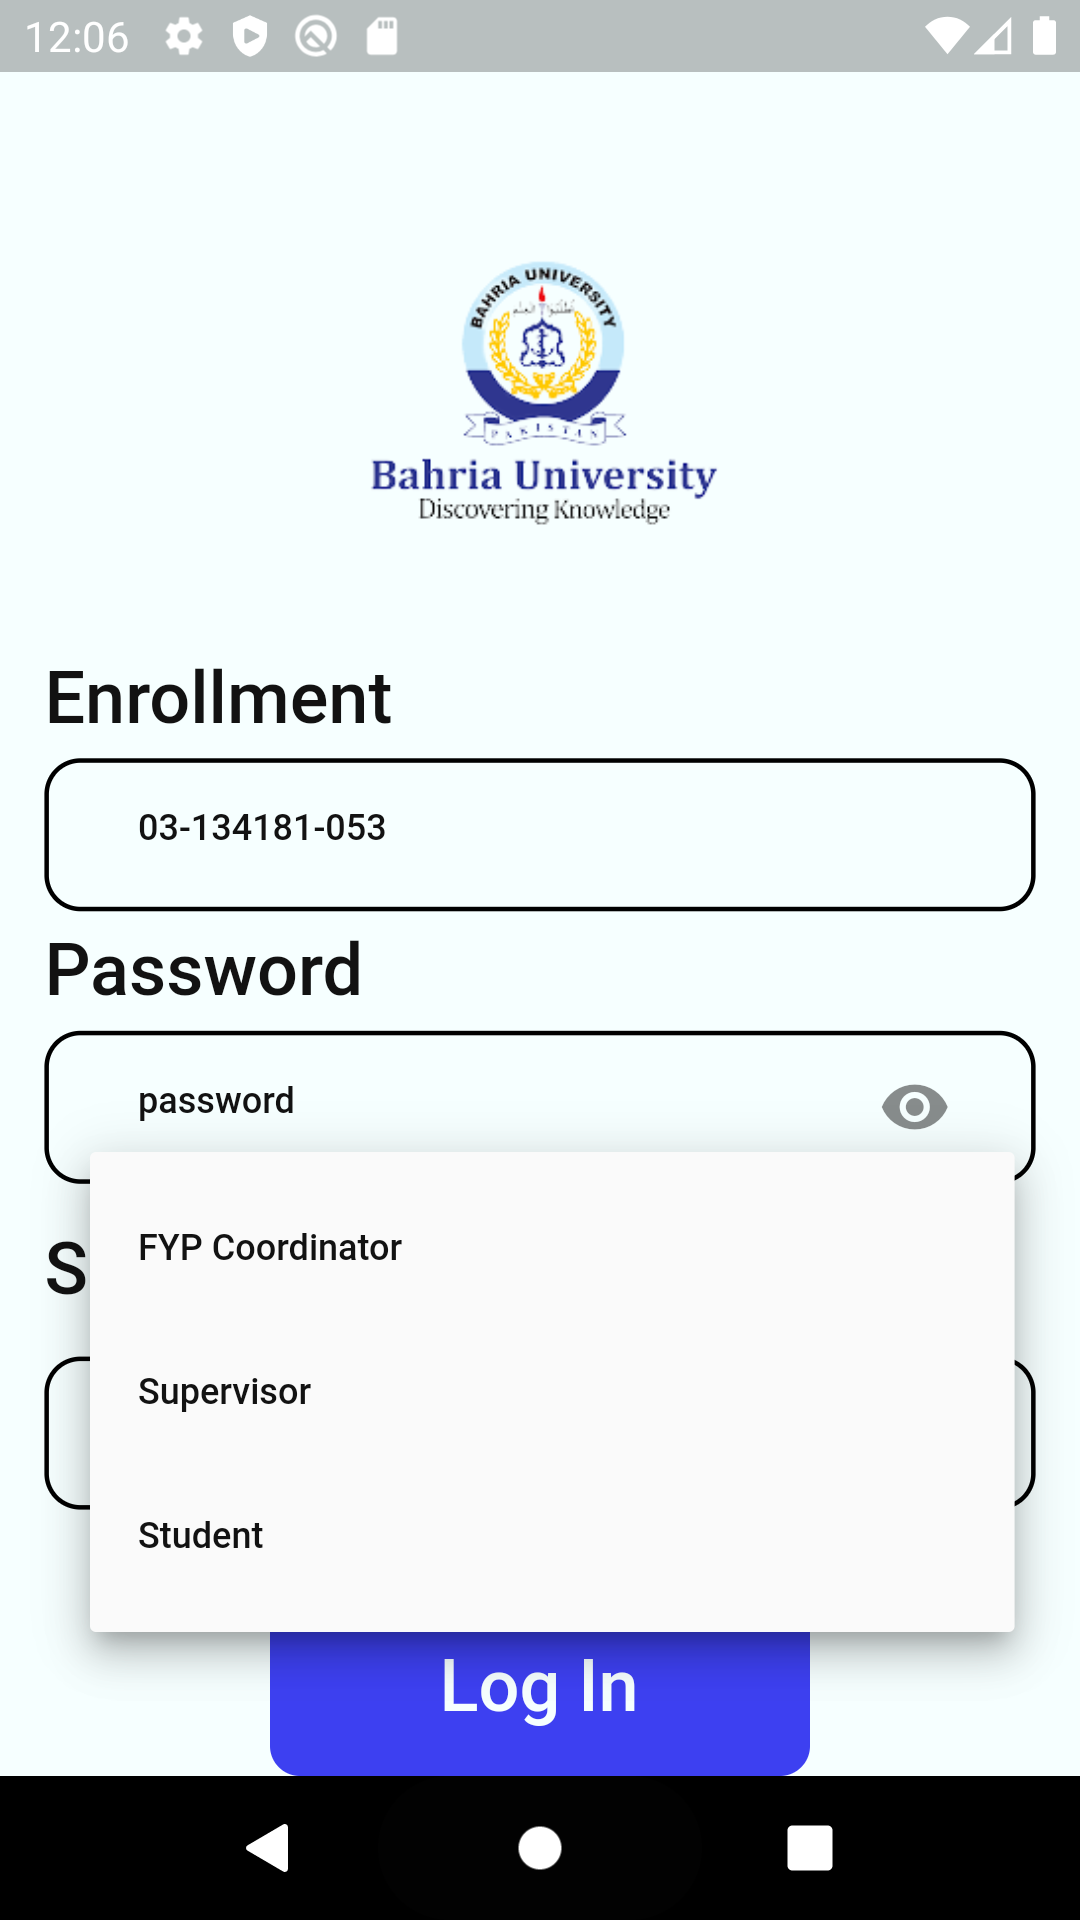 12:06
BAHRIA UNIVERSITY
PAKISTAN
Bahria University
Discovering Knowledge
Enrollment
03-134181-053
Password
password
S
FYP Coordinator
Supervisor
Student
Log In